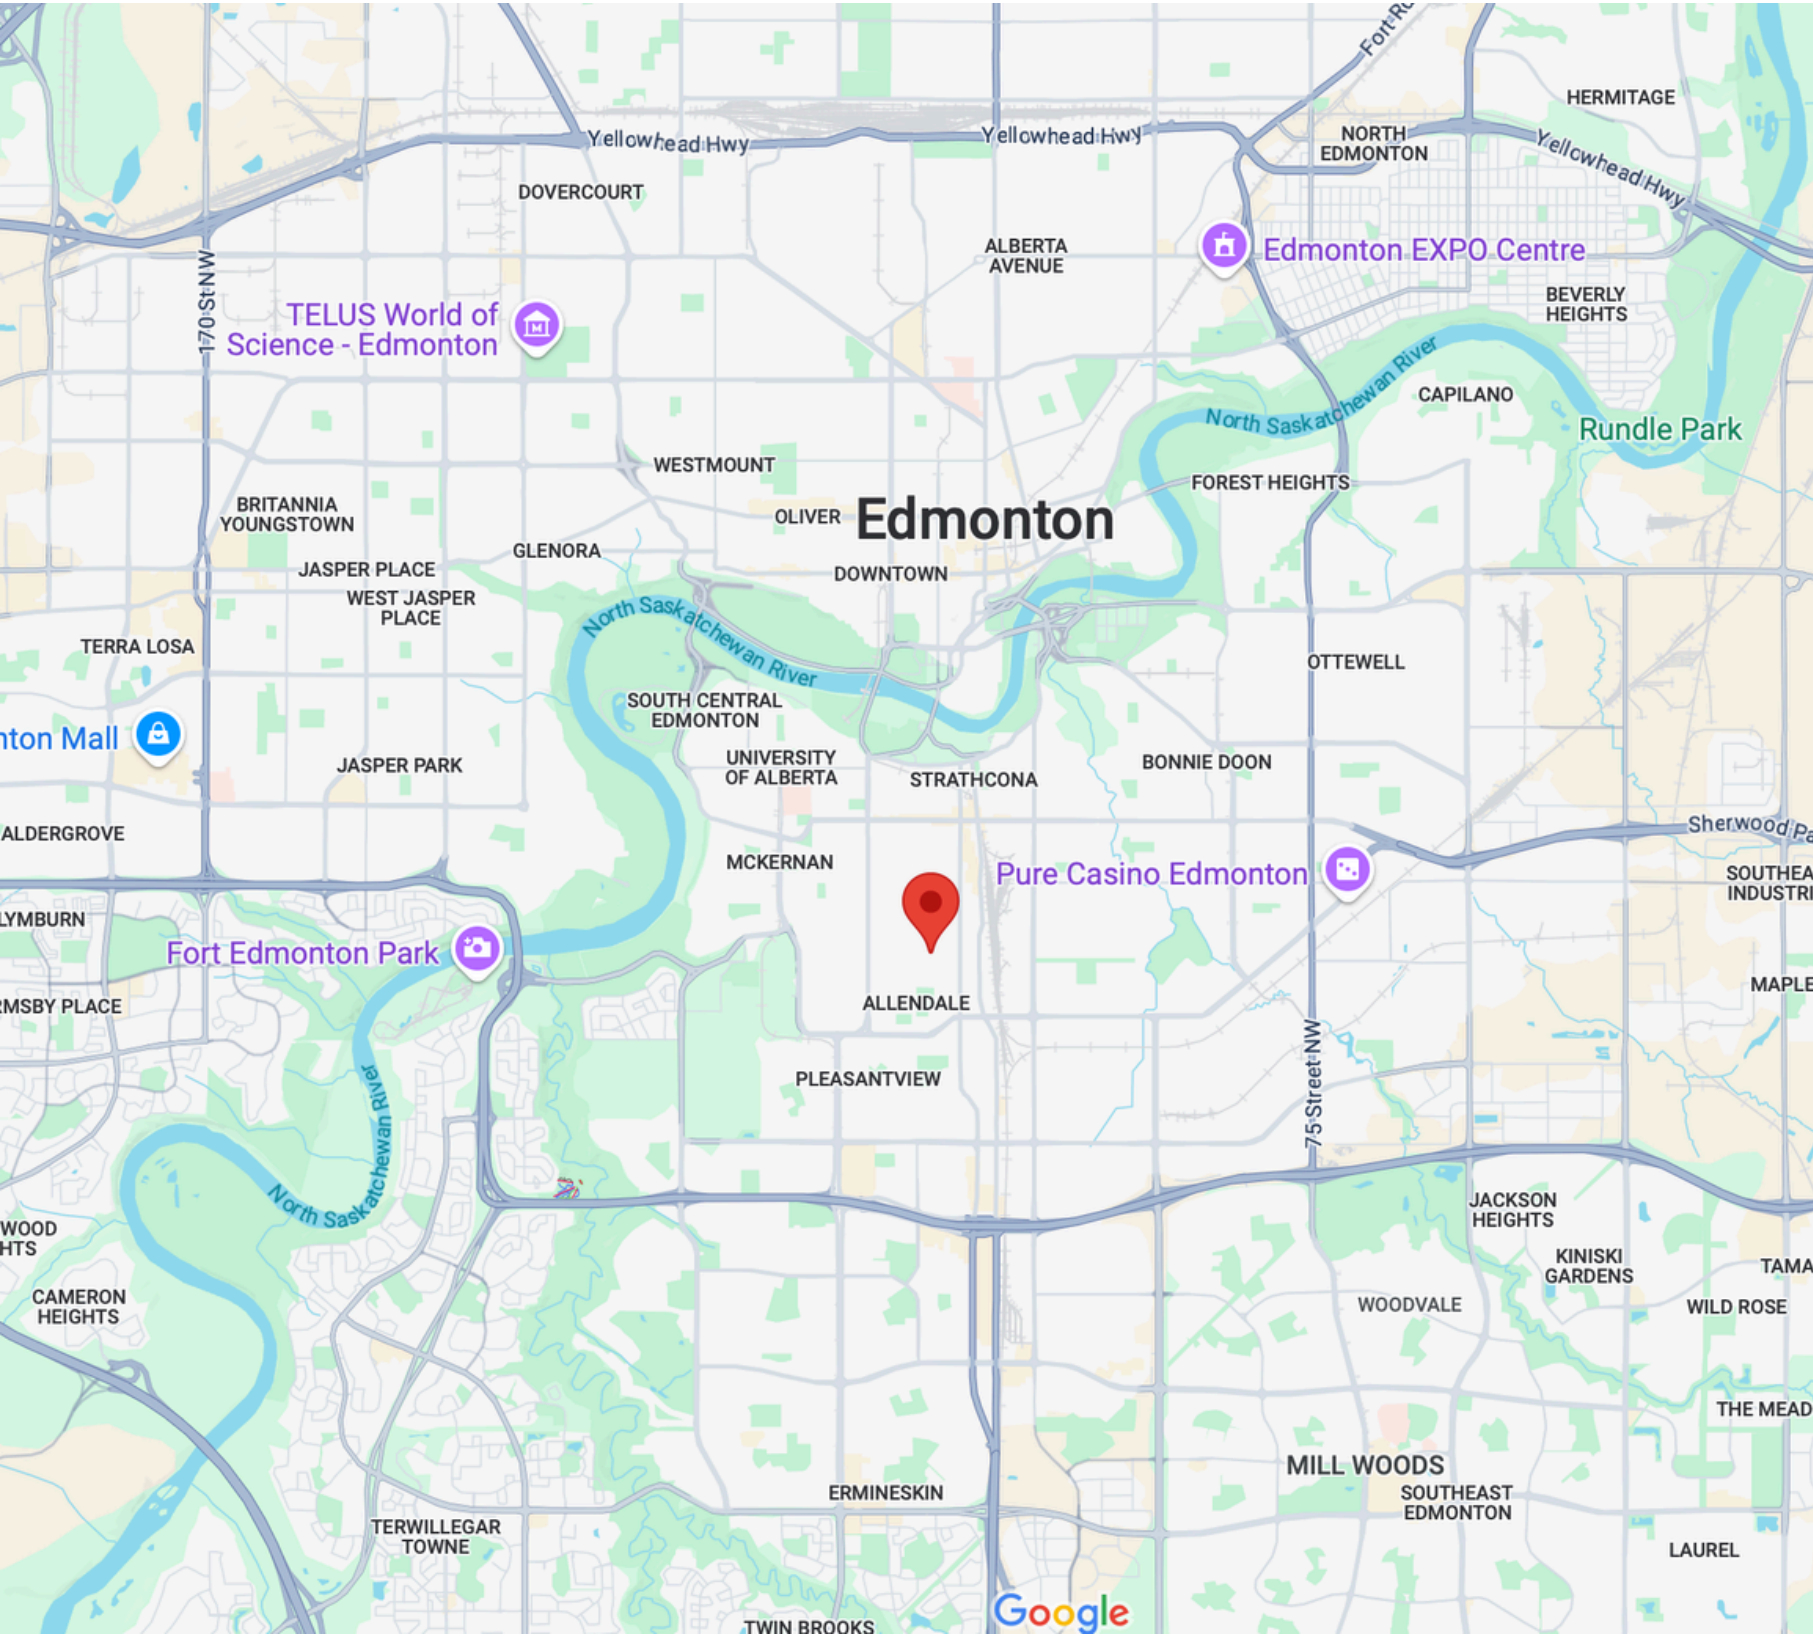 Fort Ro
HERMITAGE
Yellowhead Hwy
Yellowhead Hwy
NORTH
EDMONTON
Yellowhead Hwy
DOVERCOURT
ALBERTA
AVENUE
Edmonton EXPO Centre
170 St NW
BEVERLY
HEIGHTS
TELUS World of
Science - Edmonton
North Saskatchewan River
CAPILANO
Rundle Park
WESTMOUNT
FOREST HEIGHTS
BRITANNIA
YOUNGSTOWN
OLIVER
Edmonton
GLENORA
JASPER PLACE
DOWNTOWN
WEST JASPER
PLACE
North Saskatchewan River
TERRA LOSA
OTTEWELL
SOUTH CENTRAL
EDMONTON
nton Mall
JASPER PARK
UNIVERSITY
OF ALBERTA
STRATHCONA
BONNIE DOON
ALDERGROVE
Sherwood Pa
MCKERNAN
Pure Casino Edmonton
SOUTHEA
INDUSTRI
LYMBURN
Fort Edmonton Park
RMSBY PLACE
ALLENDALE
MAPLE
PLEASANTVIEW
75 Street NW
North Saskatchewan River
WOOD
HTS
JACKSON
HEIGHTS
KINISKI
GARDENS
TAMA
CAMERON
HEIGHTS
WOODVALE
WILD ROSE
THE MEAD
MILL WOODS
ERMINESKIN
SOUTHEAST
EDMONTON
TERWILLEGAR
TOWNE
LAUREL
Google
TWIN BROOKS